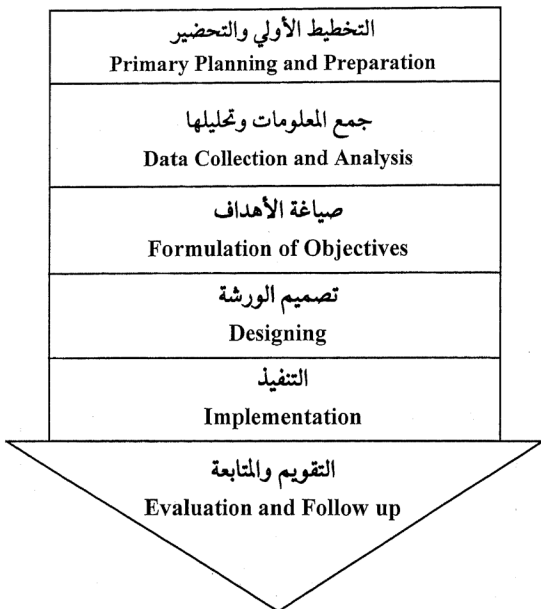 التخطيط الأولي والتحضير
Primary Planning and Preparation
جمع المعلومات وتحليلها
Data Collection and Analysis
صياغة الأهداف
Formulation of Objectives
تصميم الورشة
Designing
التنفيذ
Implementation
التقويم والمتابعة
Evaluation and Follow up